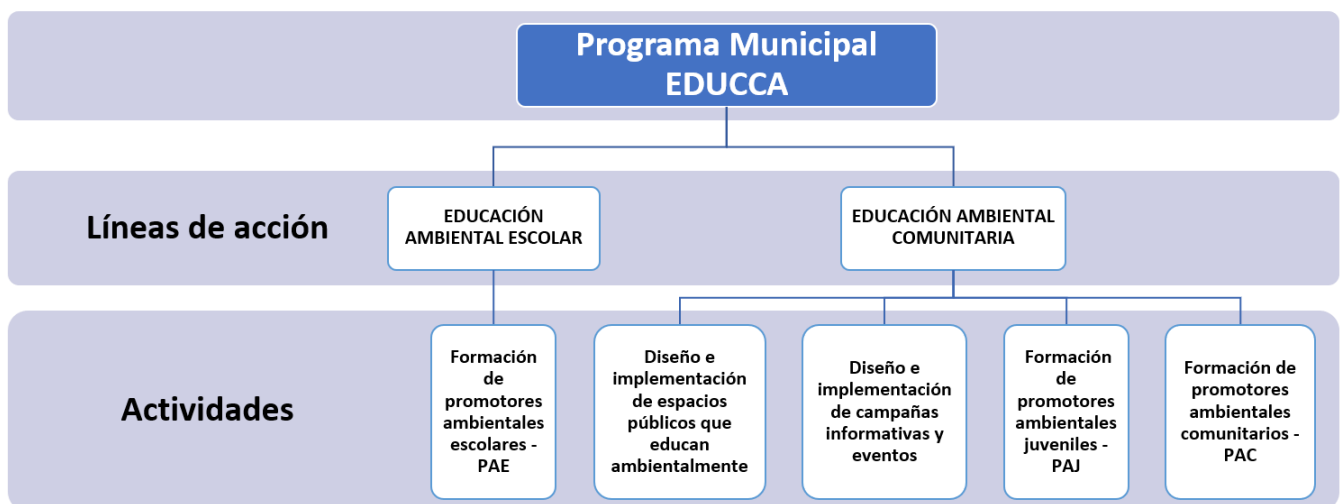 Programa Municipal
EDUCCA
Líneas de acción
EDUCACIÓN
AMBIENTAL ESCOLAR
EDUCACIÓN AMBIENTAL
COMUNITARIA
Actividades
Formación
de
promotores
ambientales
escolares -
PAE
Diseño e
implementación
de espacios
públicos que
educan
ambientalmente
Diseño e
implementación
de campañas
informativas y
eventos
Formación
de
promotores
ambientales
juveniles -
PAJ
Formación de
promotores
ambientales
comunitarios -
PAC